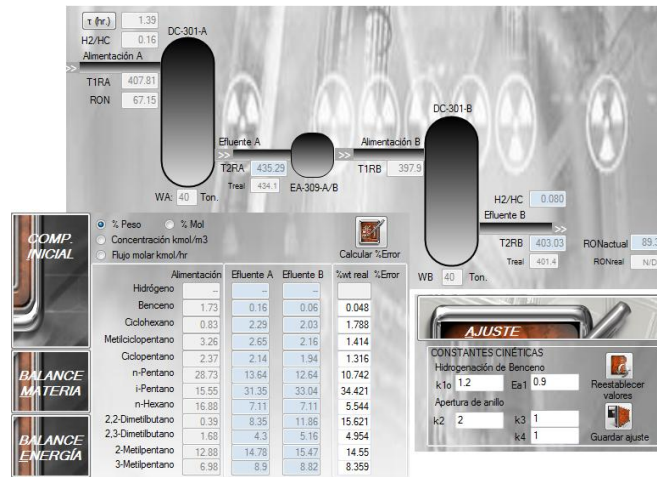 τ (hr.) 1.39
H2/HC 0.16
DC-301-A
Alimentación A
>>
T1RA 407.81
RON 67.15
DC-301-B
Efluente A
Alimentación B
>>
>>
T2RA 435.29
T1RB 397.9
Treal 434.1
EA-309-A/B
WA: 40 Ton.
H2/HC 0.080
Efluente B
>>
T2RB 403.03
RONactual 89.3
Treal 401.4
RONreal N/D
WB 40 Ton.
COMP. INICIAL
% Peso
% Mol
Concentración kmol/m3
Flujo molar kmol/hr
Calcular %Error
Alimentación Efluente A Efluente B %wt real %Error
Hidrógeno -- -- --
Benceno 1.73 0.16 0.06 0.048
Ciclohexano 0.83 2.29 2.03 1.788
Metilciclopentano 3.26 2.65 2.16 1.414
Ciclopentano 2.37 2.14 1.94 1.316
n-Pentano 28.73 13.64 12.64 10.742
i-Pentano 15.55 31.35 33.04 34.421
n-Hexano 16.88 7.11 7.11 5.544
2,2-Dimetilbutano 0.39 8.35 11.86 15.621
2,3-Dimetilbutano 1.68 4.3 5.16 4.954
2-Metilpentano 12.88 14.78 15.47 14.55
3-Metilpentano 6.98 8.9 8.82 8.359
BALANCE MATERIA
BALANCE ENERGÍA
AJUSTE
CONSTANTES CINÉTICAS
Hidrogenación de Benceno
k1o 1.2 Ea1 0.9
Reestablecer valores
Apertura de anillo
k2 2 k3 1
k4 1
Guardar ajuste